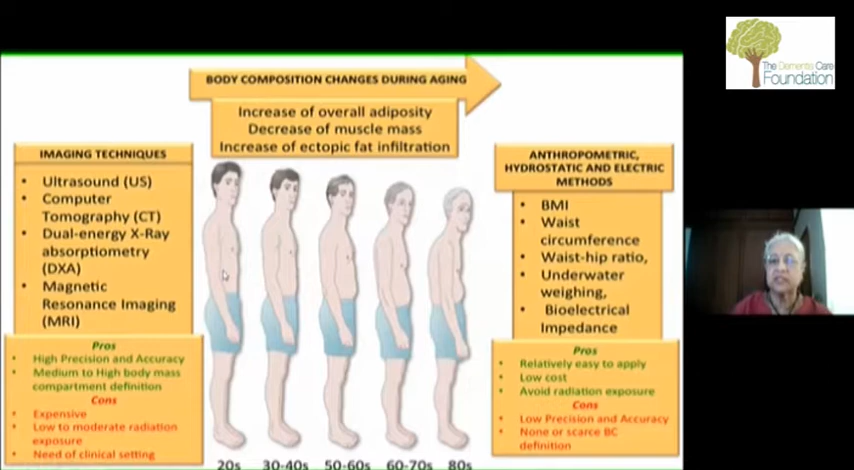 The Dementia Care
Foundation
BODY COMPOSITION CHANGES DURING AGING
Increase of overall adiposity
Decrease of muscle mass
Increase of ectopic fat infiltration
IMAGING TECHNIQUES
• Ultrasound (US)
• Computer
Tomography (CT)
• Dual-energy X-Ray
absorptiometry
(DXA)
• Magnetic
Resonance Imaging
(MRI)
Pros
• High Precision and Accuracy
• Medium to High body mass
compartment definition
Cons
• Expensive
• Low to moderate radiation
exposure
• Need of clinical setting
20s 30-40s 50-60s 60-70s 80s
ANTHROPOMETRIC,
HYDROSTATIC AND ELECTRIC
METHODS
• BMI
• Waist
circumference
• Waist-hip ratio,
• Underwater
weighing,
• Bioelectrical
Impedance
Pros
• Relatively easy to apply
• Low cost
• Avoid radiation exposure
Cons
• Low Precision and Accuracy
• None or scarce BC
definition